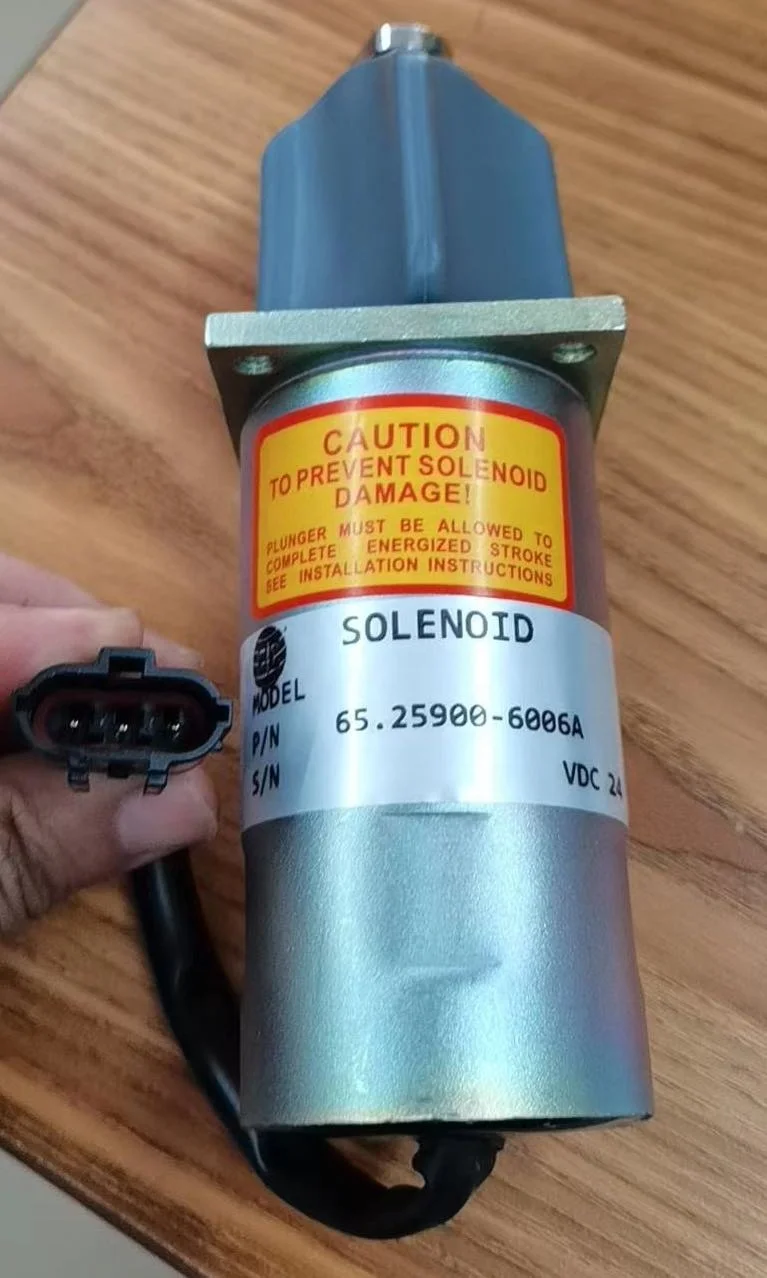 CAUTION
TO PREVENT SOLENOID
DAMAGE!
PLUNGER MUST BE ALLOWED TO
COMPLETE ENERGIZED STROKE
SEE INSTALLATION INSTRUCTIONS
SOLENOID
MODEL
P/N 65.25900-6006A
S/N VDC 24